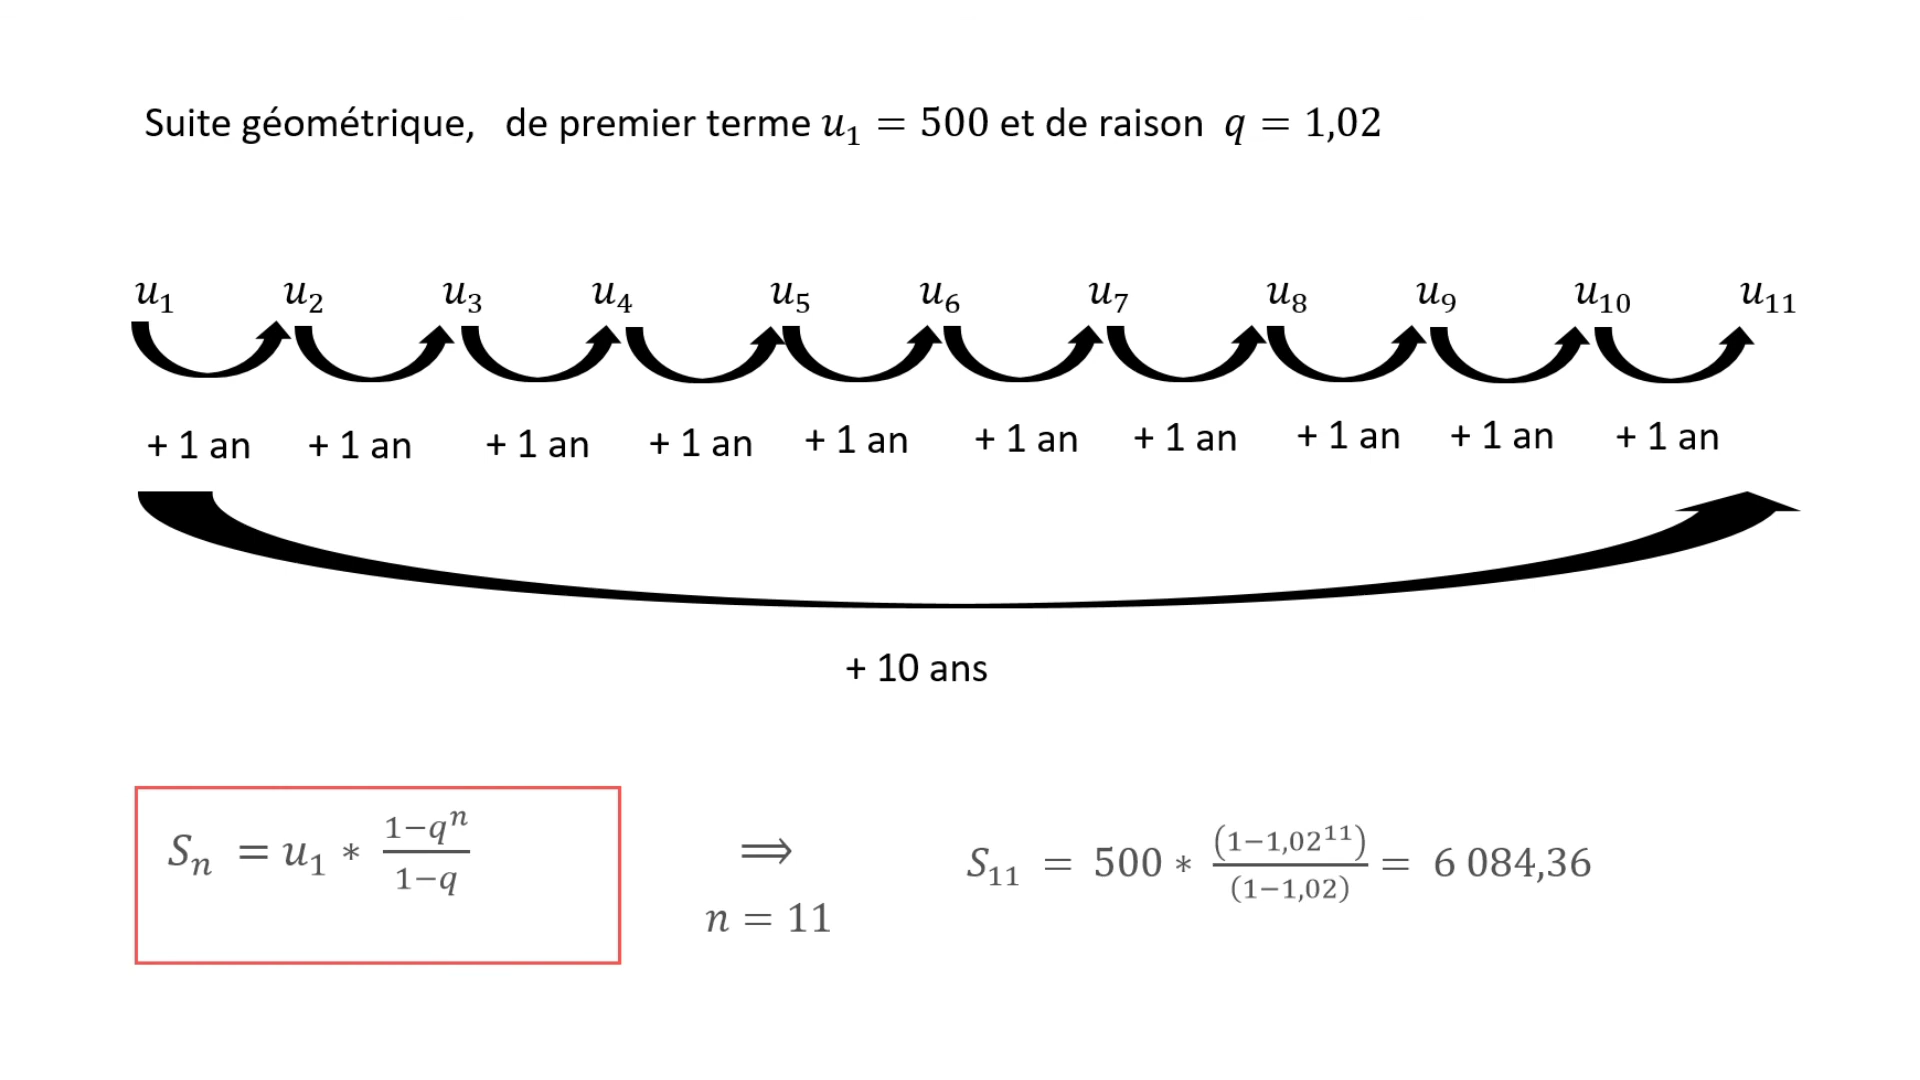 Suite géométrique, de premier terme u₁ = 500 et de raison q = 1,02
u₁ u₂ u₃ u₄ u₅ u₆ u₇ u₈ u₉ u₁₀ u₁₁
+ 1 an + 1 an + 1 an + 1 an + 1 an + 1 an + 1 an + 1 an + 1 an + 1 an
+ 10 ans
Sₙ = u₁ * (1−qⁿ)/(1−q) ⟹ S₁₁ = 500 * (1−1,02¹¹)/(1−1,02) = 6 084,36
n = 11